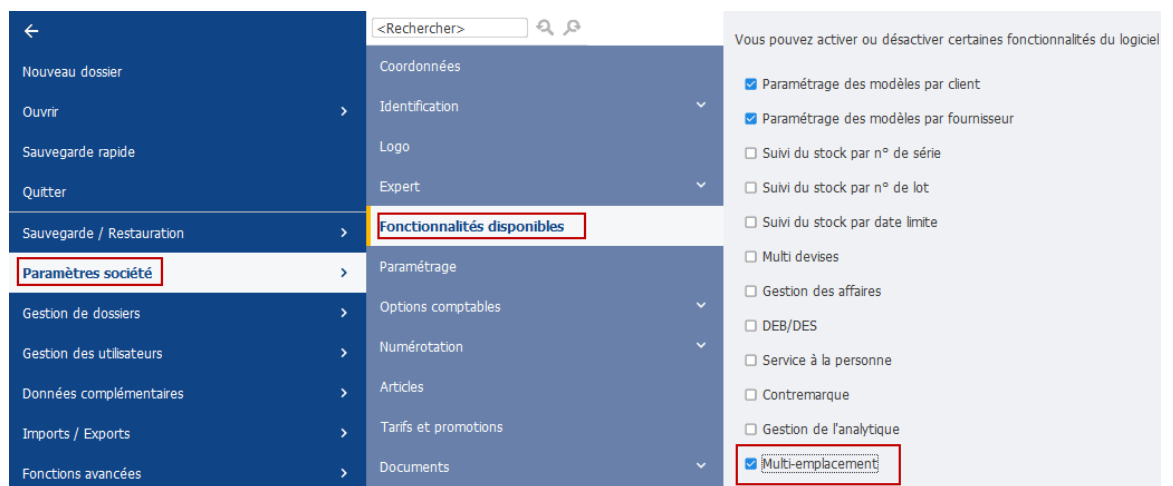 Nouveau dossier
Ouvrir
Sauvegarde rapide
Quitter
Sauvegarde / Restauration
Paramètres société
Gestion de dossiers
Gestion des utilisateurs
Données complémentaires
Imports / Exports
Fonctions avancées
<Rechercher>
Coordonnées
Identification
Logo
Expert
Fonctionnalités disponibles
Paramétrage
Options comptables
Numérotation
Articles
Tarifs et promotions
Documents
Vous pouvez activer ou désactiver certaines fonctionnalités du logiciel
Paramétrage des modèles par client
Paramétrage des modèles par fournisseur
Suivi du stock par n° de série
Suivi du stock par n° de lot
Suivi du stock par date limite
Multi devises
Gestion des affaires
DEB/DES
Service à la personne
Contremarque
Gestion de l'analytique
Multi-emplacement